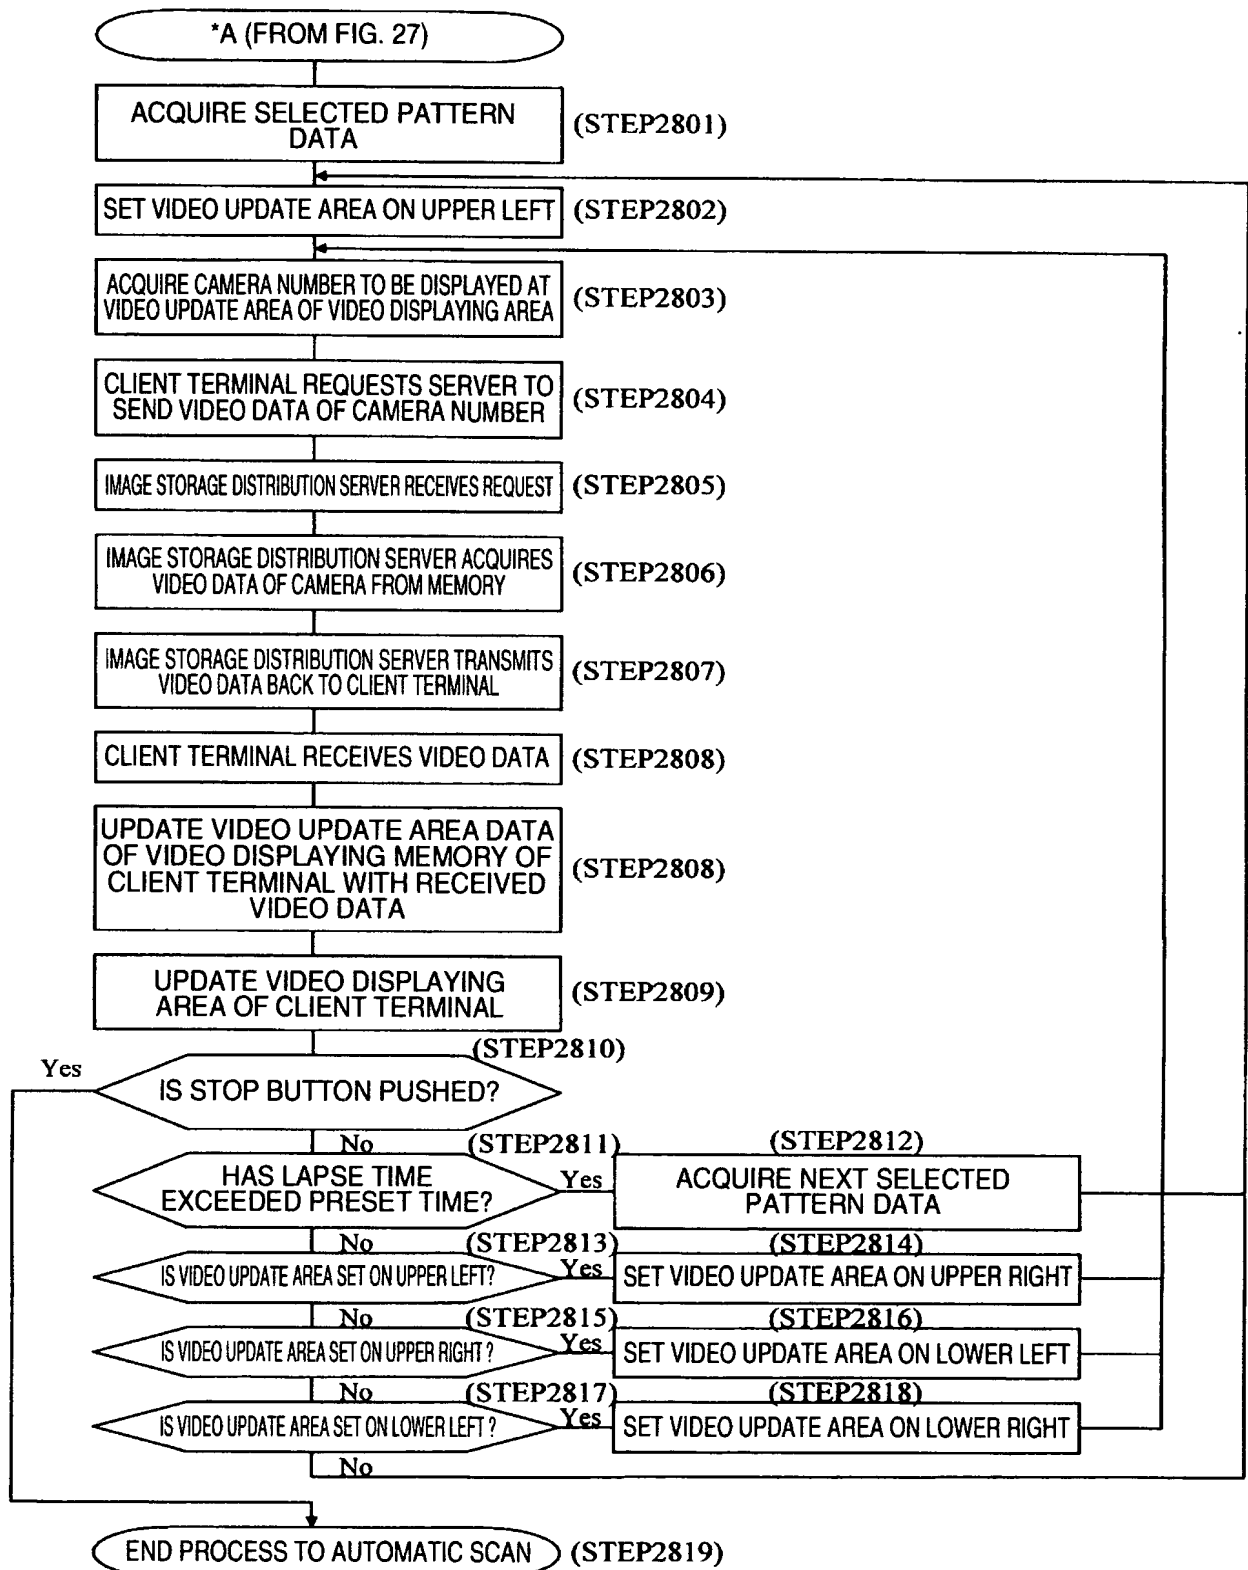 *A (FROM FIG. 27)
ACQUIRE SELECTED PATTERN
DATA
(STEP2801)
SET VIDEO UPDATE AREA ON UPPER LEFT
(STEP2802)
ACQUIRE CAMERA NUMBER TO BE DISPLAYED AT
VIDEO UPDATE AREA OF VIDEO DISPLAYING AREA
(STEP2803)
CLIENT TERMINAL REQUESTS SERVER TO
SEND VIDEO DATA OF CAMERA NUMBER
(STEP2804)
IMAGE STORAGE DISTRIBUTION SERVER RECEIVES REQUEST
(STEP2805)
IMAGE STORAGE DISTRIBUTION SERVER ACQUIRES
VIDEO DATA OF CAMERA FROM MEMORY
(STEP2806)
IMAGE STORAGE DISTRIBUTION SERVER TRANSMITS
VIDEO DATA BACK TO CLIENT TERMINAL
(STEP2807)
CLIENT TERMINAL RECEIVES VIDEO DATA
(STEP2808)
UPDATE VIDEO UPDATE AREA DATA
OF VIDEO DISPLAYING MEMORY OF
CLIENT TERMINAL WITH RECEIVED
VIDEO DATA
(STEP2808)
UPDATE VIDEO DISPLAYING
AREA OF CLIENT TERMINAL
(STEP2809)
(STEP2810)
Yes
IS STOP BUTTON PUSHED?
No
(STEP2811)
(STEP2812)
HAS LAPSE TIME
EXCEEDED PRESET TIME?
Yes
ACQUIRE NEXT SELECTED
PATTERN DATA
No
(STEP2813)
(STEP2814)
IS VIDEO UPDATE AREA SET ON UPPER LEFT?
Yes
SET VIDEO UPDATE AREA ON UPPER RIGHT
No
(STEP2815)
(STEP2816)
IS VIDEO UPDATE AREA SET ON UPPER RIGHT ?
Yes
SET VIDEO UPDATE AREA ON LOWER LEFT
No
(STEP2817)
(STEP2818)
IS VIDEO UPDATE AREA SET ON LOWER LEFT ?
Yes
SET VIDEO UPDATE AREA ON LOWER RIGHT
No
END PROCESS TO AUTOMATIC SCAN
(STEP2819)